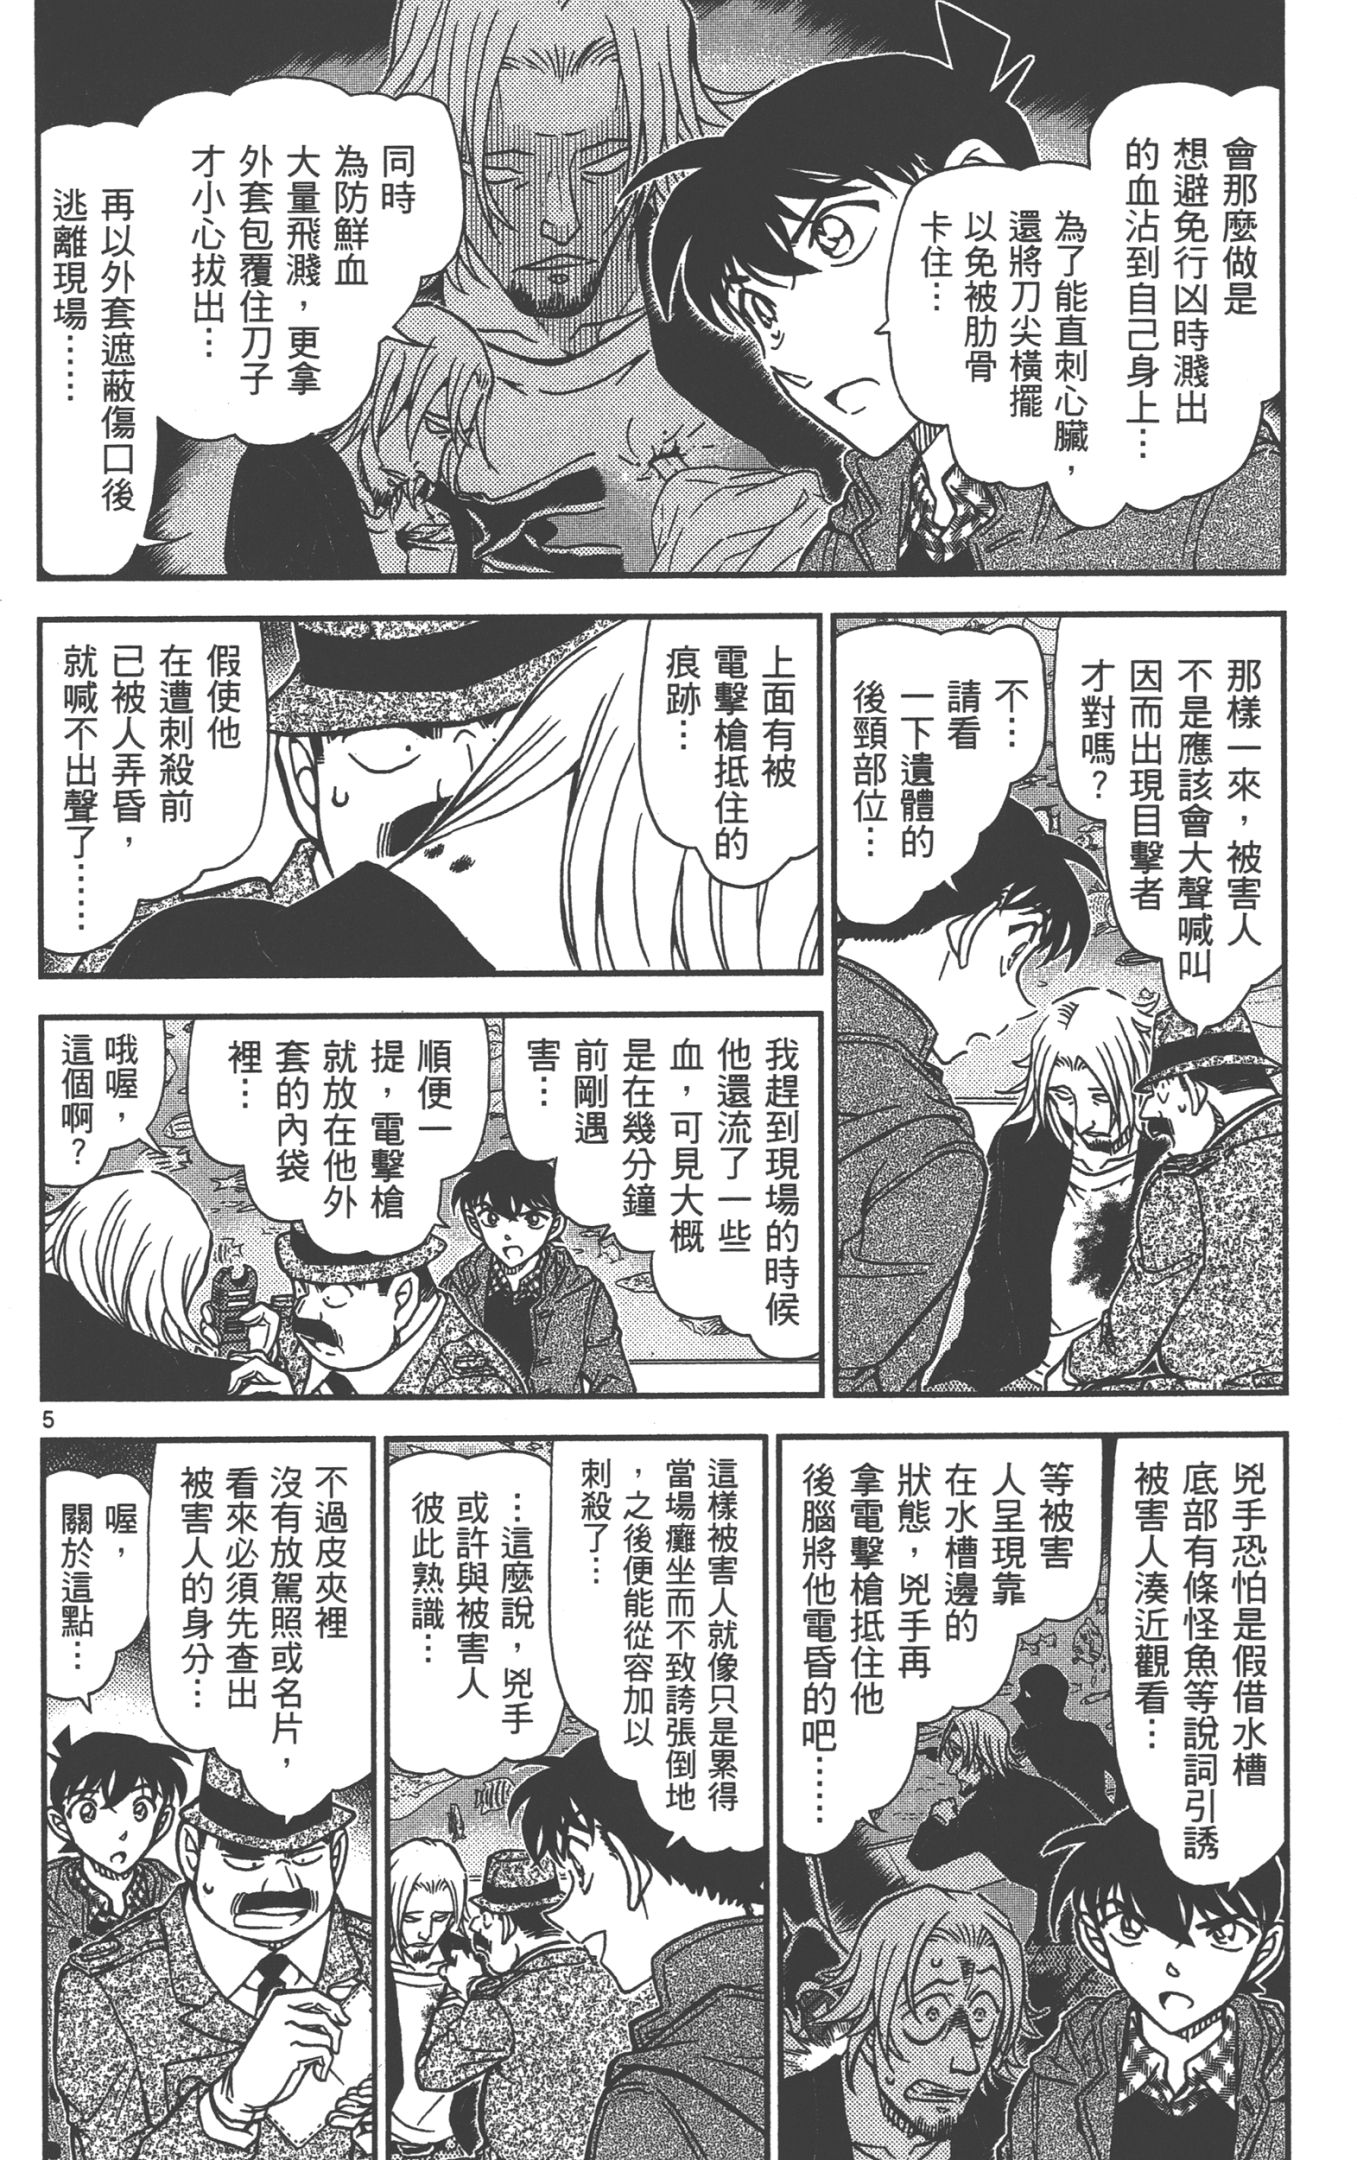 會那麼做是
想避免行凶時濺出
的血沾到自己身上…
為了能直刺心臟，
還將刀尖橫擺
以免被肋骨
卡住…
同時
為防鮮血
大量飛濺，更拿
外套包覆住刀子
才小心拔出…
再以外套遮蔽傷口後
逃離現場……
那樣一來，被害人
不是應該會大聲喊叫
因而出現目擊者
才對嗎？
不…
請看
一下遺體的
後頸部位…
上面有被
電擊槍抵住的
痕跡…
假使他
在遭刺殺前
已被人弄昏，
就喊不出聲了……
我趕到現場的時候
他還流了一些
血，可見大概
是在幾分鐘
前剛遇
害…
順便一
提，電擊槍
就放在他外
套的內袋
裡…
哦喔，
這個啊？
5
兇手恐怕是假借水槽
底部有條怪魚等說詞引誘
被害人湊近觀看…
等被害
人呈現靠
在水槽邊的
狀態，兇手再
拿電擊槍抵住他
後腦將他電昏的吧……
這樣被害人就像只是累得
當場癱坐而不致誇張倒地
，之後便能從容加以
刺殺了…
…這麼說，兇手
或許與被害人
彼此熟識…
不過皮夾裡
沒有放駕照或名片，
看來必須先查出
被害人的身分…
喔，
關於這點…